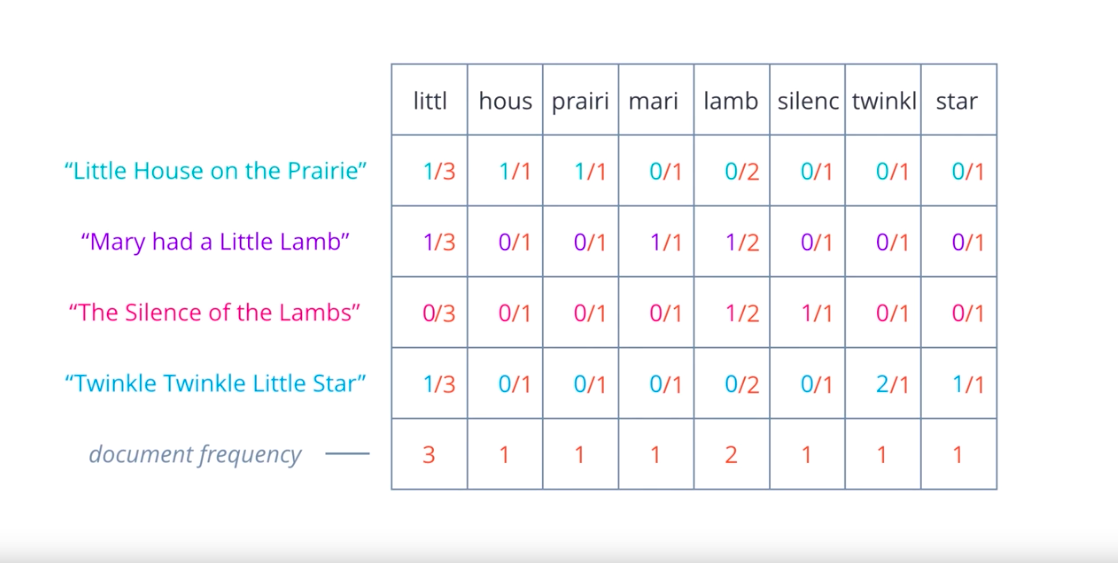 littl hous prairi mari lamb silenc twinkl star
“Little House on the Prairie” 1/3 1/1 1/1 0/1 0/2 0/1 0/1 0/1
“Mary had a Little Lamb” 1/3 0/1 0/1 1/1 1/2 0/1 0/1 0/1
“The Silence of the Lambs” 0/3 0/1 0/1 0/1 1/2 1/1 0/1 0/1
“Twinkle Twinkle Little Star” 1/3 0/1 0/1 0/1 0/2 0/1 2/1 1/1
document frequency 3 1 1 1 2 1 1 1